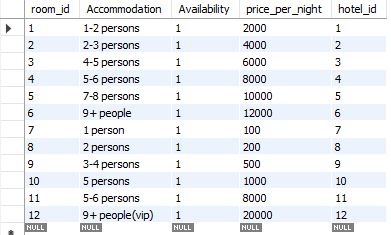 room_id Accommodation Availability price_per_night hotel_id
1 1-2 persons 1 2000 1
2 2-3 persons 1 4000 2
3 4-5 persons 1 6000 3
4 5-6 persons 1 8000 4
5 7-8 persons 1 10000 5
6 9+ people 1 12000 6
7 1 person 1 100 7
8 2 persons 1 200 8
9 3-4 persons 1 500 9
10 5 persons 1 1000 10
11 5-6 persons 1 8000 11
12 9+ people(vip) 1 20000 12
NULL NULL NULL NULL NULL